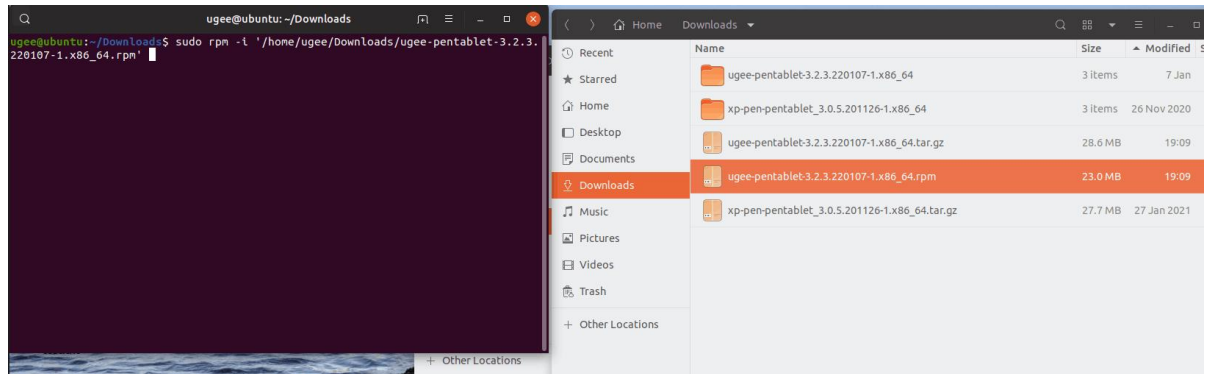 ugee@ubuntu: ~/Downloads
ugee@ubuntu:~/Downloads$ sudo rpm -i '/home/ugee/Downloads/ugee-pentablet-3.2.3.
220107-1.x86_64.rpm'
+ Other Locations
Home Downloads
Recent
Starred
Home
Desktop
Documents
Downloads
Music
Pictures
Videos
Trash
+ Other Locations
Name Size Modified
ugee-pentablet-3.2.3.220107-1.x86_64 3 items 7 Jan
xp-pen-pentablet_3.0.5.201126-1.x86_64 3 items 26 Nov 2020
ugee-pentablet-3.2.3.220107-1.x86_64.tar.gz 28.6 MB 19:09
ugee-pentablet-3.2.3.220107-1.x86_64.rpm 23.0 MB 19:09
xp-pen-pentablet_3.0.5.201126-1.x86_64.tar.gz 27.7 MB 27 Jan 2021